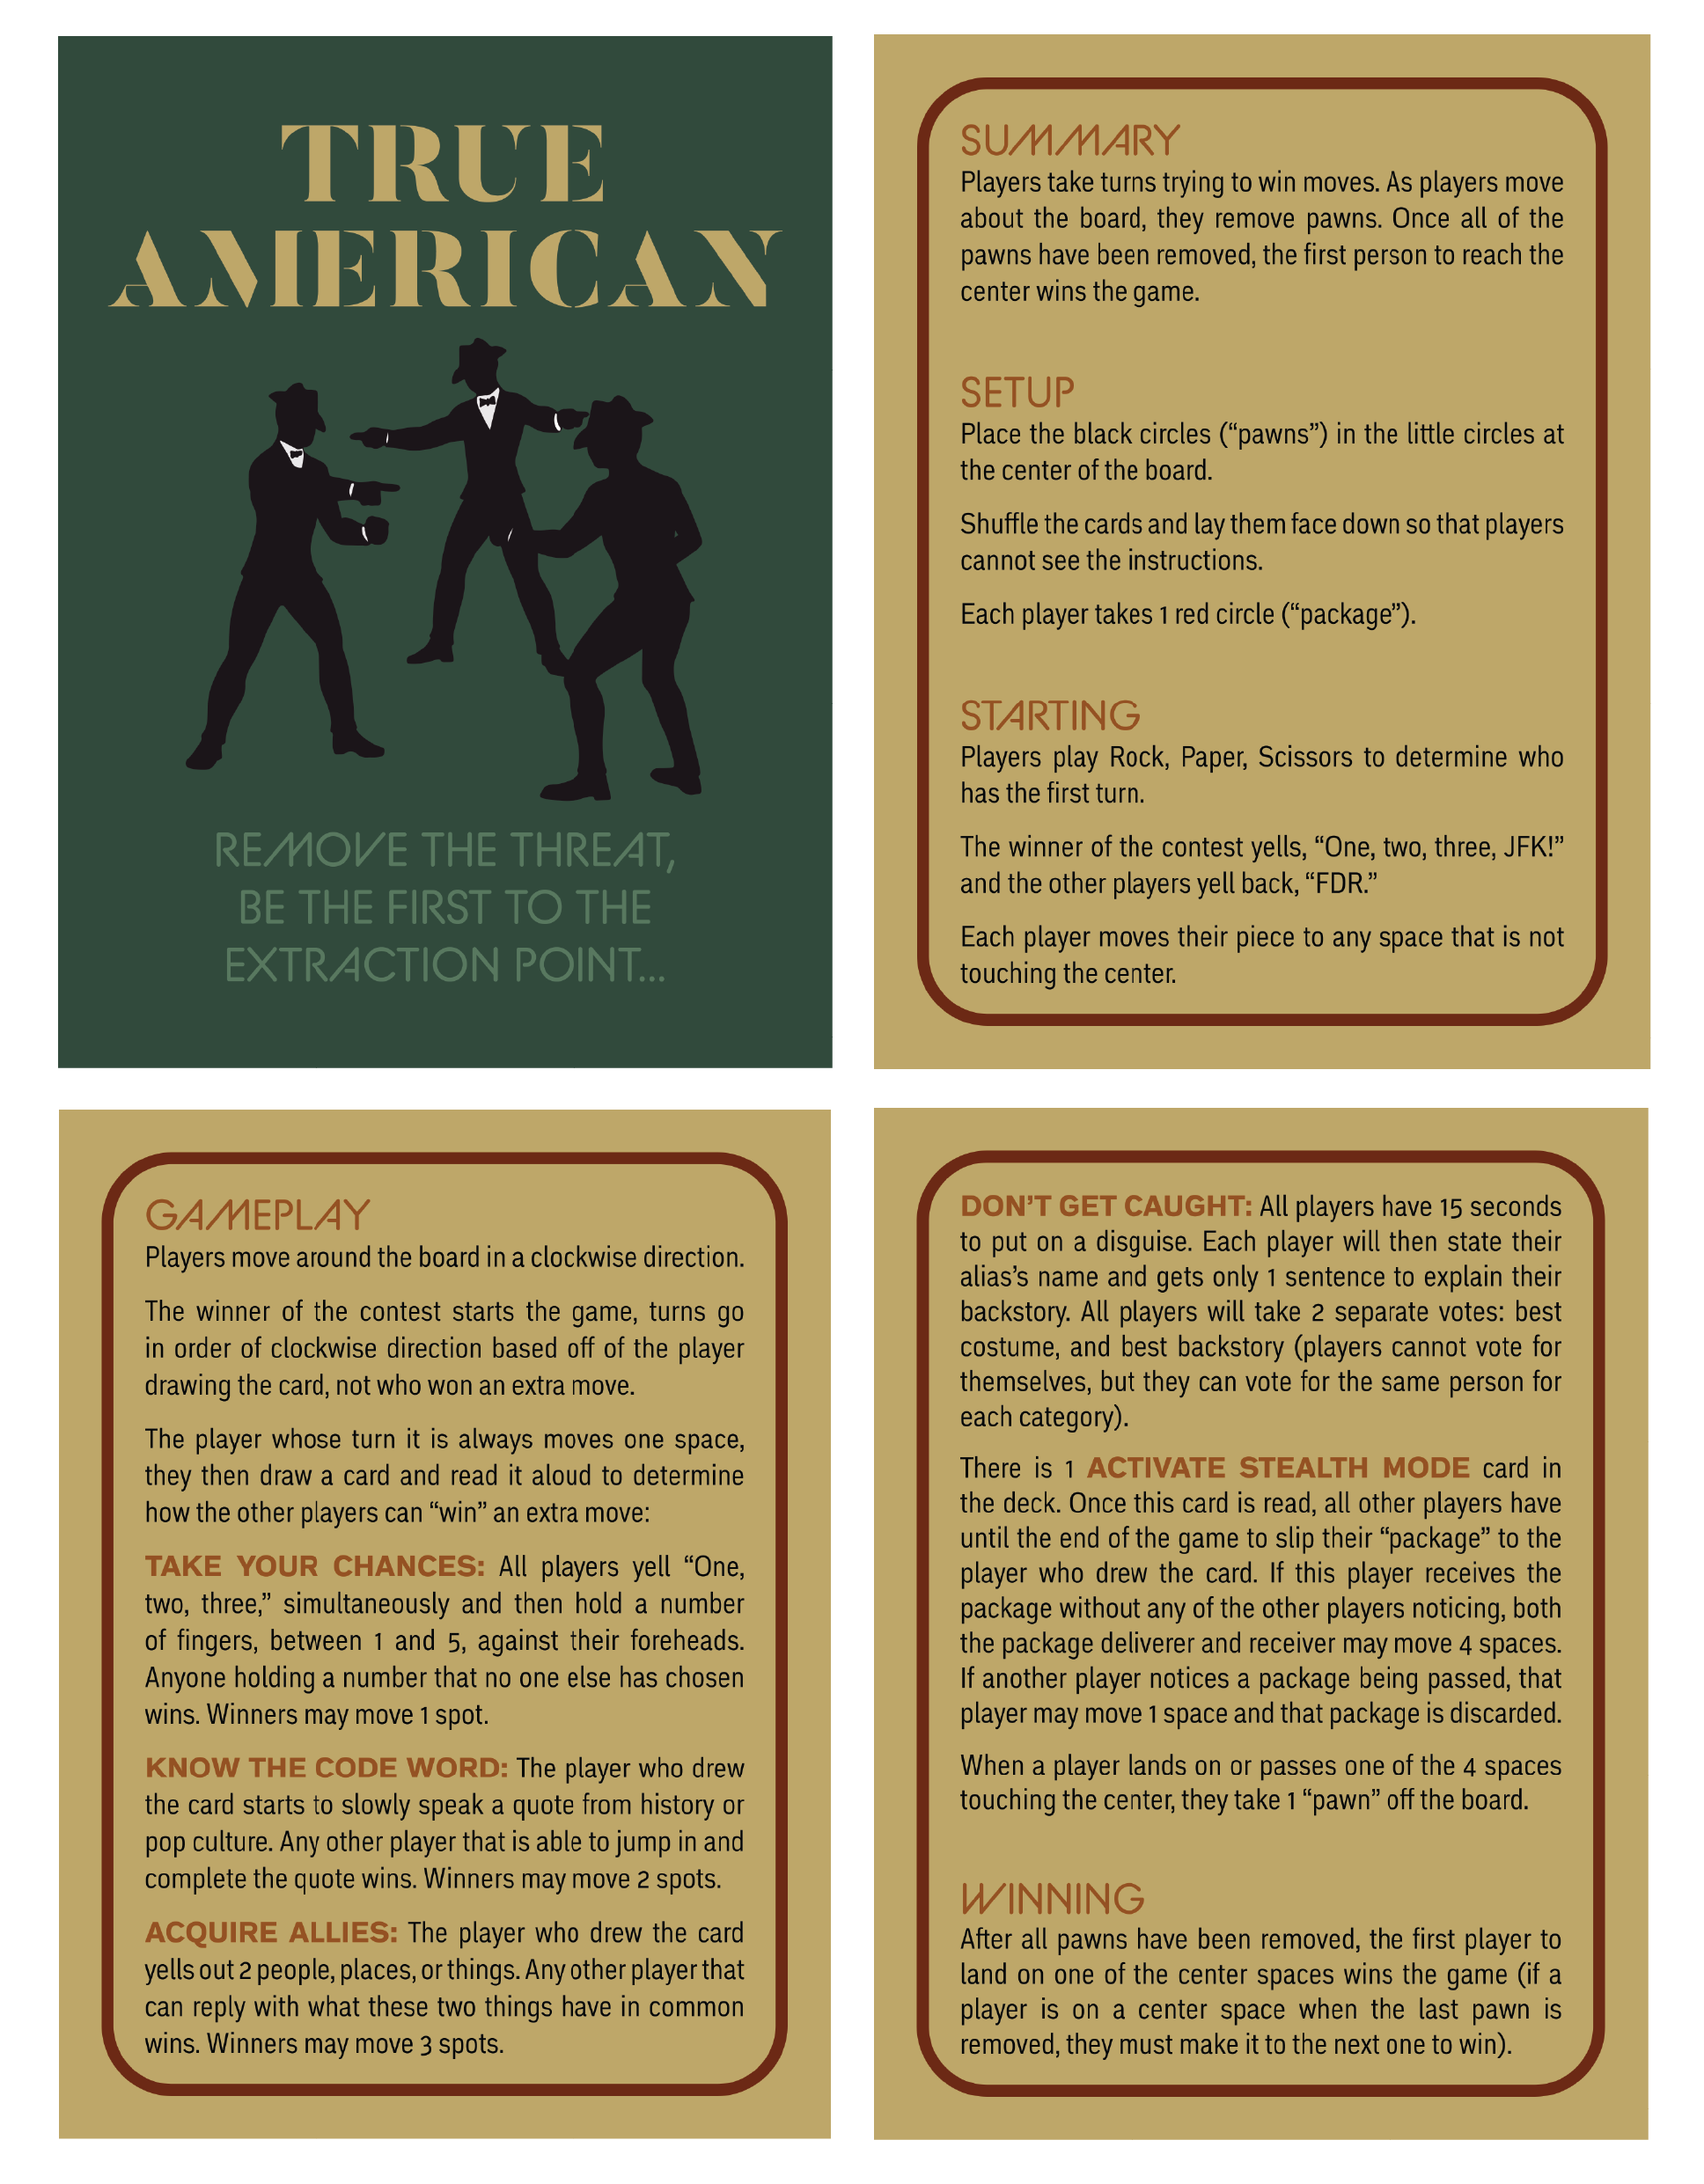 TRUE
AMERICAN
REMOVE THE THREAT,
BE THE FIRST TO THE
EXTRACTION POINT...
SUMMARY
Players take turns trying to win moves. As players move
about the board, they remove pawns. Once all of the
pawns have been removed, the first person to reach the
center wins the game.
SETUP
Place the black circles (“pawns”) in the little circles at
the center of the board.
Shuffle the cards and lay them face down so that players
cannot see the instructions.
Each player takes 1 red circle (“package”).
STARTING
Players play Rock, Paper, Scissors to determine who
has the first turn.
The winner of the contest yells, “One, two, three, JFK!”
and the other players yell back, “FDR.”
Each player moves their piece to any space that is not
touching the center.
GAMEPLAY
Players move around the board in a clockwise direction.
The winner of the contest starts the game, turns go
in order of clockwise direction based off of the player
drawing the card, not who won an extra move.
The player whose turn it is always moves one space,
they then draw a card and read it aloud to determine
how the other players can “win” an extra move:
TAKE YOUR CHANCES: All players yell “One,
two, three,” simultaneously and then hold a number
of fingers, between 1 and 5, against their foreheads.
Anyone holding a number that no one else has chosen
wins. Winners may move 1 spot.
KNOW THE CODE WORD: The player who drew
the card starts to slowly speak a quote from history or
pop culture. Any other player that is able to jump in and
complete the quote wins. Winners may move 2 spots.
ACQUIRE ALLIES: The player who drew the card
yells out 2 people, places, or things. Any other player that
can reply with what these two things have in common
wins. Winners may move 3 spots.
DON’T GET CAUGHT: All players have 15 seconds
to put on a disguise. Each player will then state their
alias’s name and gets only 1 sentence to explain their
backstory. All players will take 2 separate votes: best
costume, and best backstory (players cannot vote for
themselves, but they can vote for the same person for
each category).
There is 1 ACTIVATE STEALTH MODE card in
the deck. Once this card is read, all other players have
until the end of the game to slip their “package” to the
player who drew the card. If this player receives the
package without any of the other players noticing, both
the package deliverer and receiver may move 4 spaces.
If another player notices a package being passed, that
player may move 1 space and that package is discarded.
When a player lands on or passes one of the 4 spaces
touching the center, they take 1 “pawn” off the board.
WINNING
After all pawns have been removed, the first player to
land on one of the center spaces wins the game (if a
player is on a center space when the last pawn is
removed, they must make it to the next one to win).